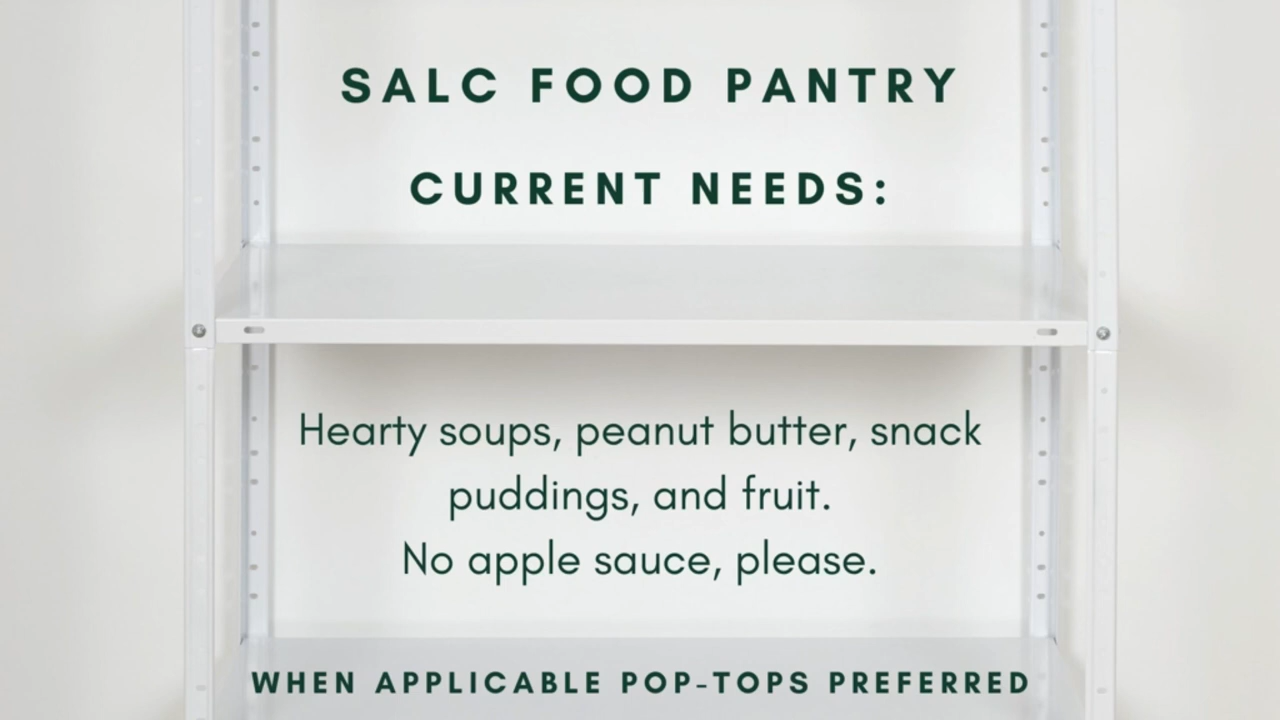 SALC FOOD PANTRY
CURRENT NEEDS:
Hearty soups, peanut butter, snack
puddings, and fruit.
No apple sauce, please.
WHEN APPLICABLE POP-TOPS PREFERRED